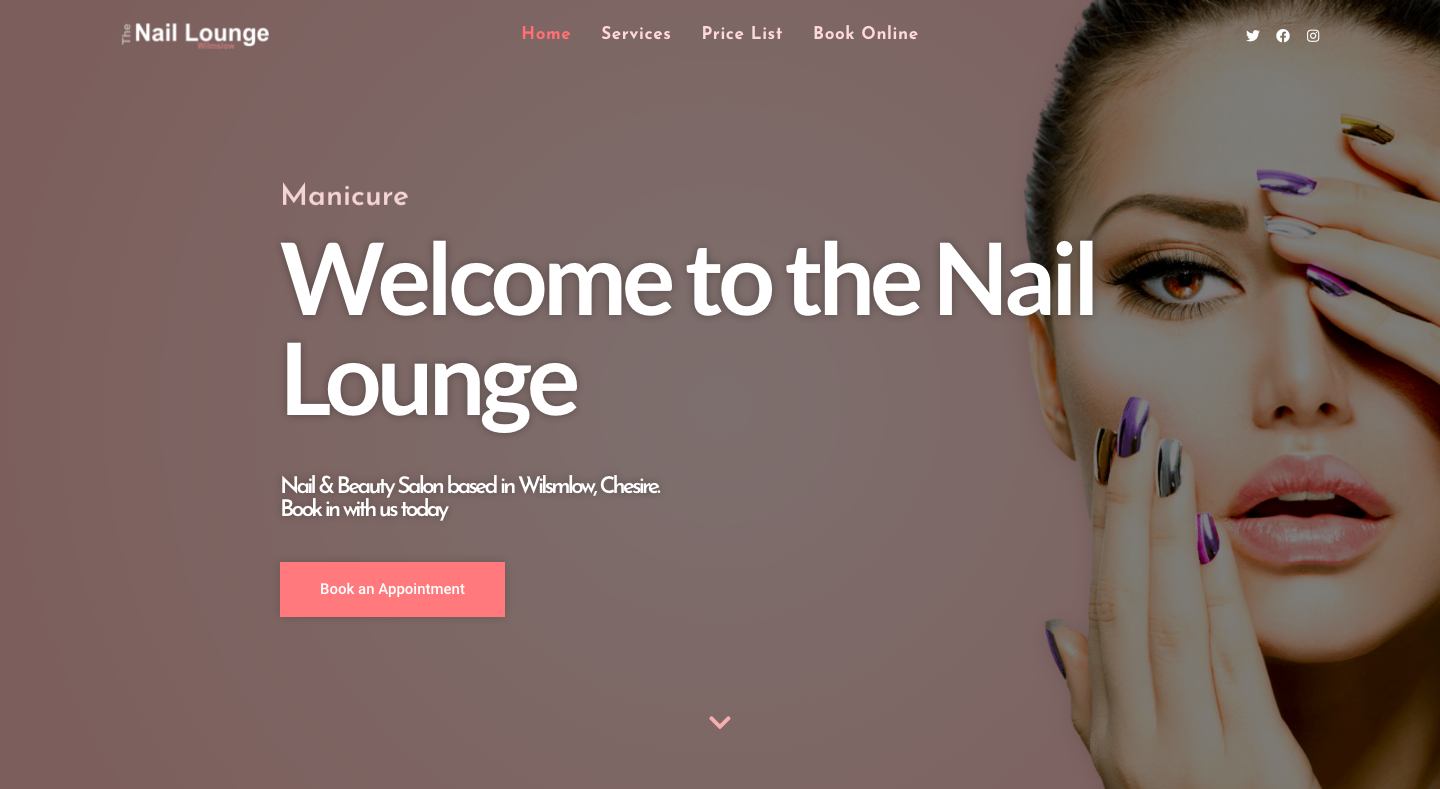 The Nail Lounge
Wilmslow
Home Services Price List Book Online
Manicure
Welcome to the Nail
Lounge
Nail & Beauty Salon based in Wilsmlow, Chesire.
Book in with us today
Book an Appointment